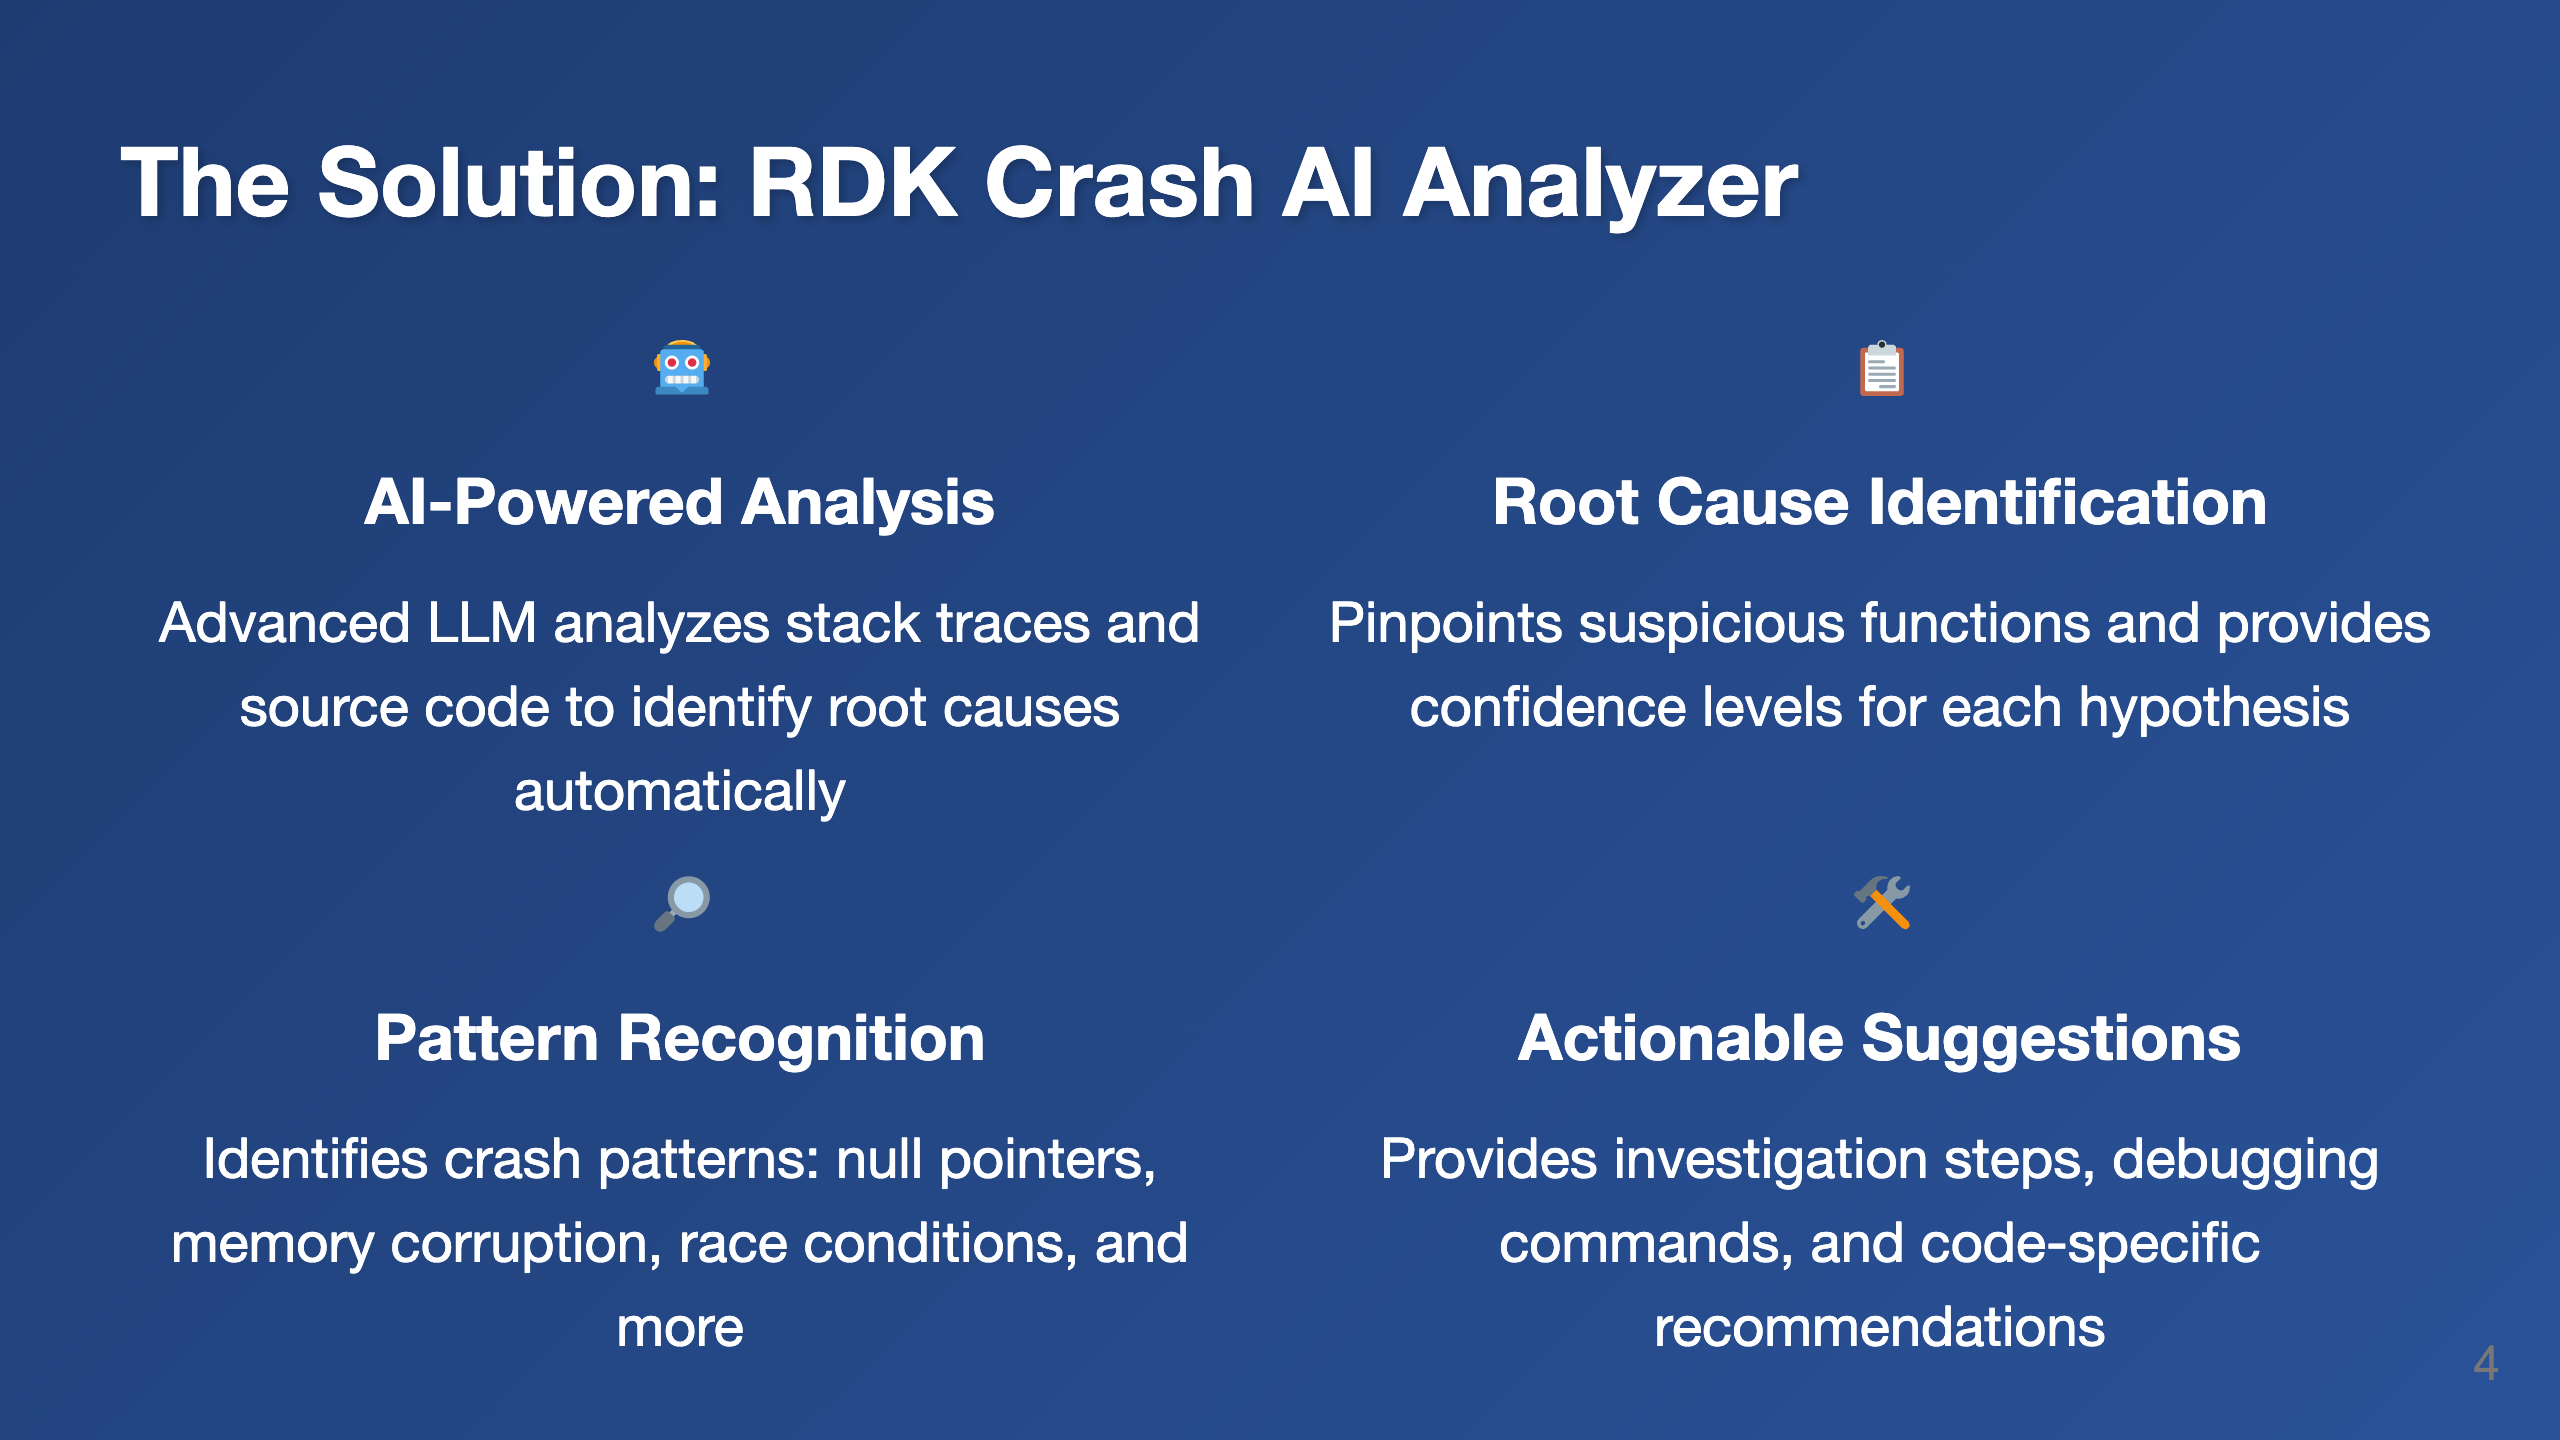 The Solution: RDK Crash AI Analyzer
AI-Powered Analysis
Advanced LLM analyzes stack traces and
source code to identify root causes
automatically
Root Cause Identification
Pinpoints suspicious functions and provides
confidence levels for each hypothesis
Pattern Recognition
Identifies crash patterns: null pointers,
memory corruption, race conditions, and
more
Actionable Suggestions
Provides investigation steps, debugging
commands, and code-specific
recommendations
4